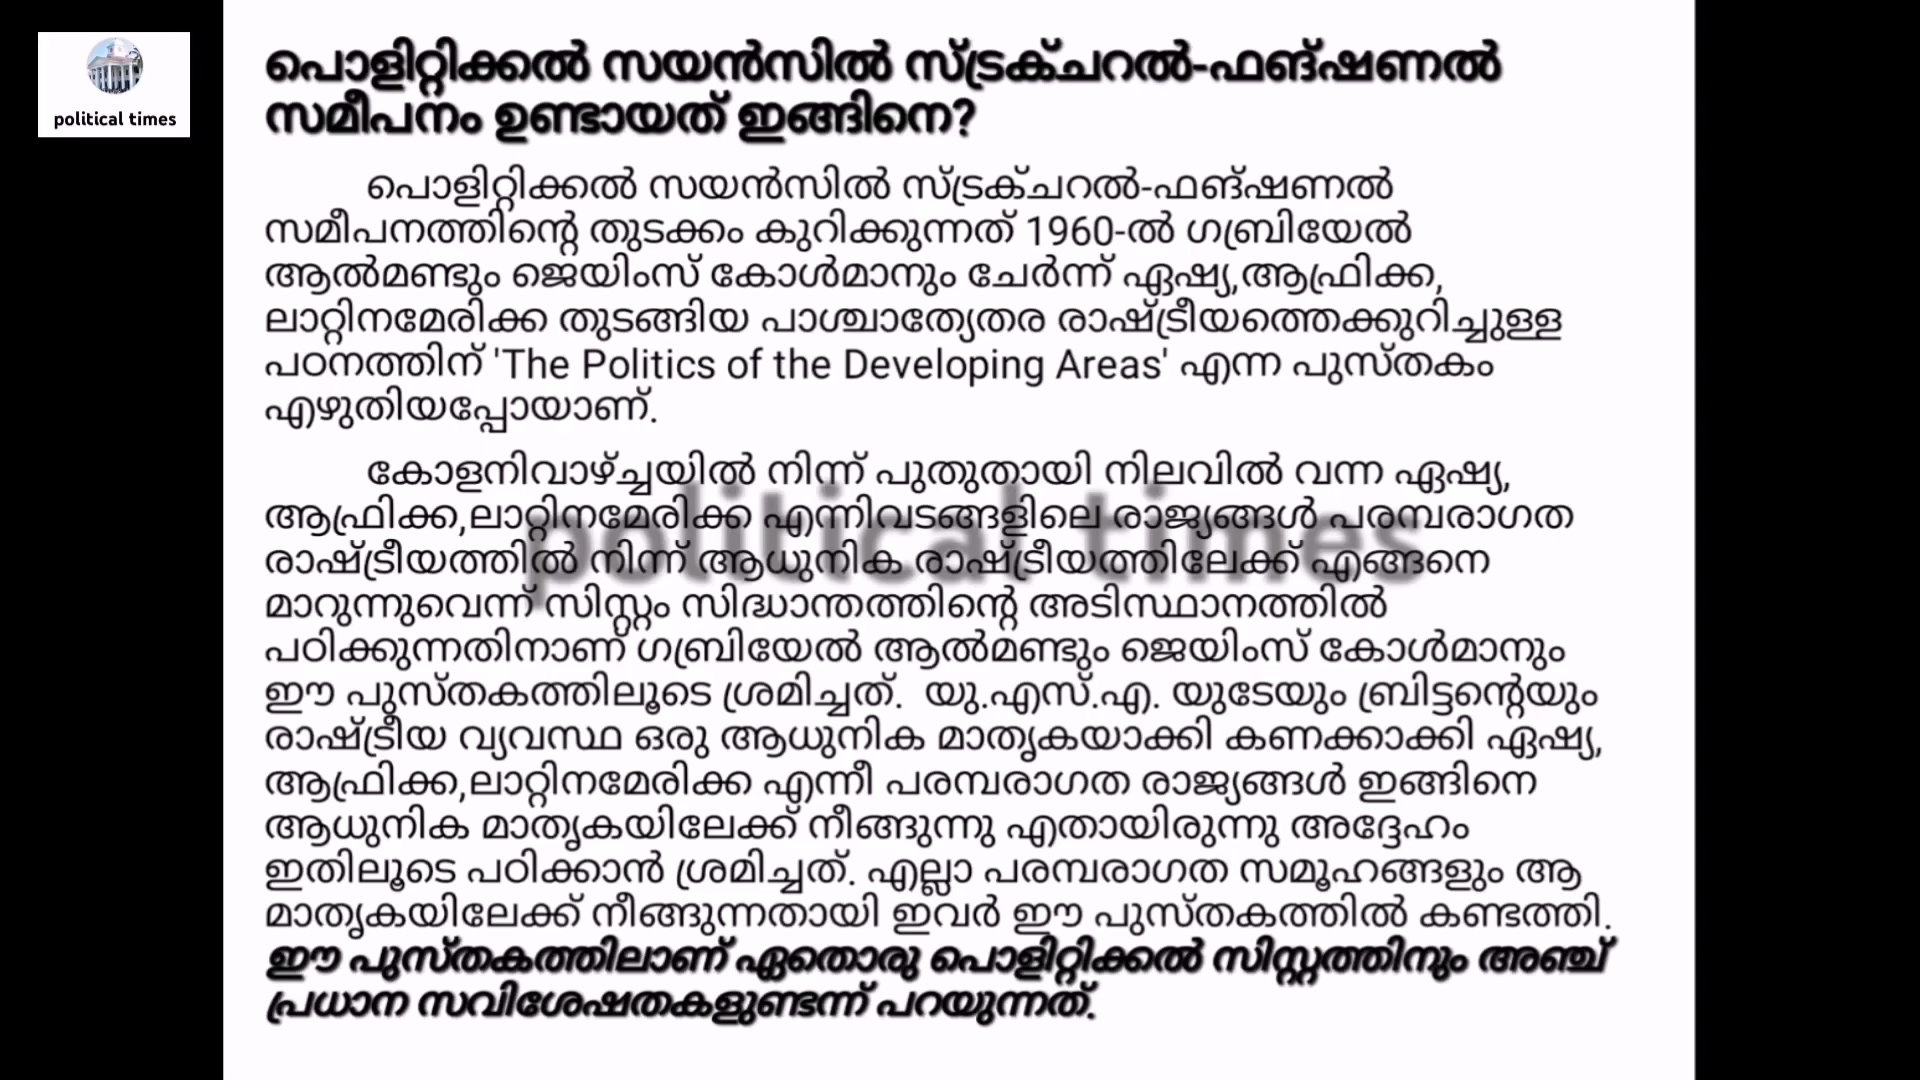 political times
പൊളിറ്റിക്കൽ സയൻസിൽ സ്ട്രക്ചറൽ-ഫങ്ഷണൽ
സമീപനം ഉണ്ടായത് ഇങ്ങിനെ?
പൊളിറ്റിക്കൽ സയൻസിൽ സ്ട്രക്ചറൽ-ഫങ്ഷണൽ
സമീപനത്തിന്റെ തുടക്കം കുറിക്കുന്നത് 1960-ൽ ഗബ്രിയേൽ
ആൽമണ്ടും ജെയിംസ് കോൾമാനും ചേർന്ന് ഏഷ്യ,ആഫ്രിക്ക,
ലാറ്റിനമേരിക്ക തുടങ്ങിയ പാശ്ചാത്യേതര രാഷ്ട്രീയത്തെക്കുറിച്ചുള്ള
പഠനത്തിന് 'The Politics of the Developing Areas' എന്ന പുസ്തകം
എഴുതിയപ്പോയാണ്.
കോളനിവാഴ്ച്ചയിൽ നിന്ന് പുതുതായി നിലവിൽ വന്ന ഏഷ്യ,
ആഫ്രിക്ക,ലാറ്റിനമേരിക്ക എന്നിവടങ്ങളിലെ രാജ്യങ്ങൾ പരമ്പരാഗത
രാഷ്ട്രീയത്തിൽ നിന്ന് ആധുനിക രാഷ്ട്രീയത്തിലേക്ക് എങ്ങനെ
മാറുന്നുവെന്ന് സിസ്റ്റം സിദ്ധാന്തത്തിന്റെ അടിസ്ഥാനത്തിൽ
പഠിക്കുന്നതിനാണ് ഗബ്രിയേൽ ആൽമണ്ടും ജെയിംസ് കോൾമാനും
ഈ പുസ്തകത്തിലൂടെ ശ്രമിച്ചത്. യു.എസ്.എ. യുടേയും ബ്രിട്ടന്റെയും
രാഷ്ട്രീയ വ്യവസ്ഥ ഒരു ആധുനിക മാതൃകയാക്കി കണക്കാക്കി ഏഷ്യ,
ആഫ്രിക്ക,ലാറ്റിനമേരിക്ക എന്നീ പരമ്പരാഗത രാജ്യങ്ങൾ ഇങ്ങിനെ
ആധുനിക മാതൃകയിലേക്ക് നീങ്ങുന്നു എതായിരുന്നു അദ്ദേഹം
ഇതിലൂടെ പഠിക്കാൻ ശ്രമിച്ചത്. എല്ലാ പരമ്പരാഗത സമൂഹങ്ങളും ആ
മാതൃകയിലേക്ക് നീങ്ങുന്നതായി ഇവർ ഈ പുസ്തകത്തിൽ കണ്ടത്തി.
ഈ പുസ്തകത്തിലാണ് ഏതൊരു പൊളിറ്റിക്കൽ സിസ്റ്റത്തിനും അഞ്ച്
പ്രധാന സവിശേഷതകളുണ്ടന്ന് പറയുന്നത്.
political times